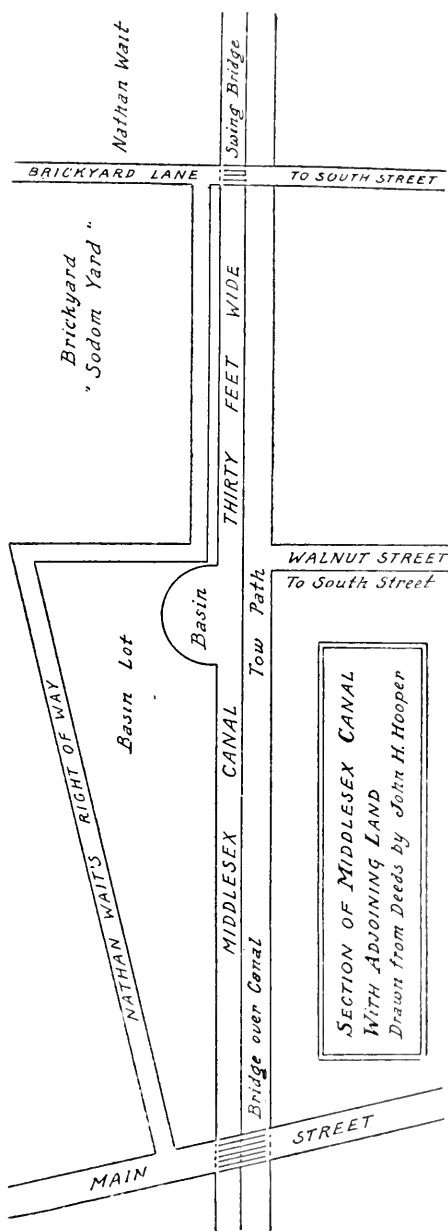 Nathan Wait
Swing Bridge
BRICKYARD LANE
TO SOUTH STREET
Brickyard
"Sodom Yard"
THIRTY FEET WIDE
NATHAN WAIT'S RIGHT OF WAY
Basin Lot
Basin
WALNUT STREET
To South Street
MIDDLESEX CANAL
Tow Path
Bridge over Canal
MAIN STREET
SECTION OF MIDDLESEX CANAL
WITH ADJOINING LAND
Drawn from Deeds by John H. Hooper